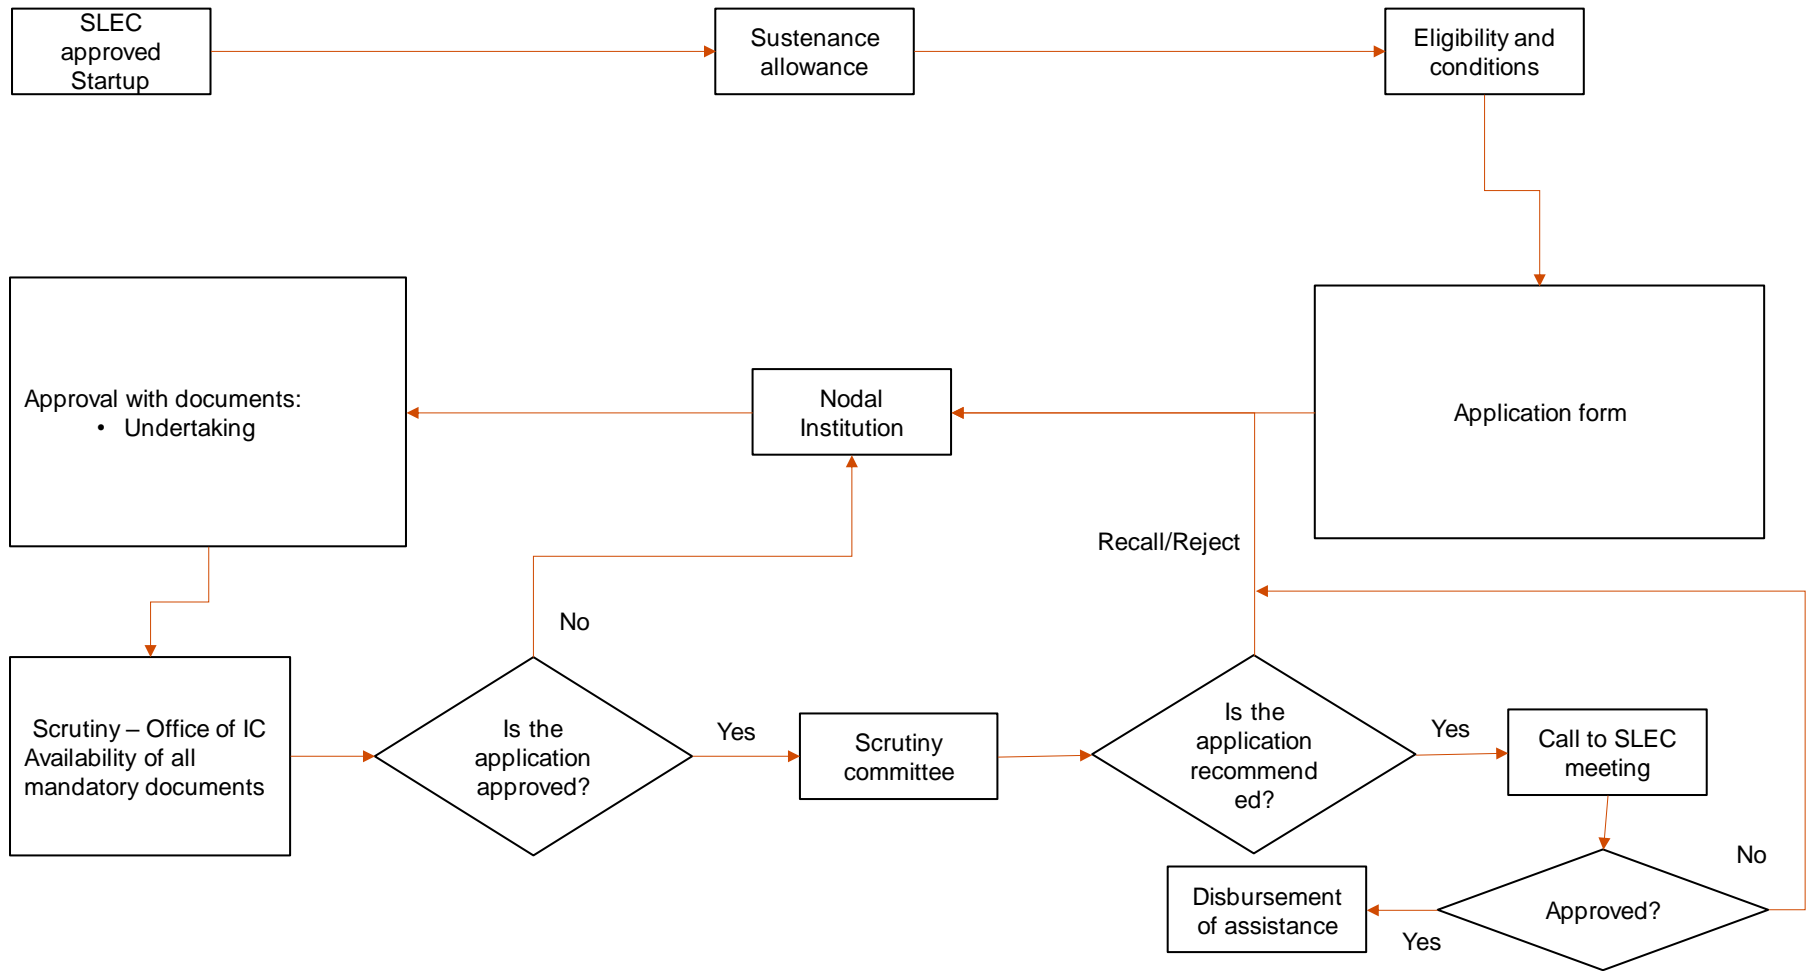 SLEC
approved
Startup
Sustenance
allowance
Eligibility and
conditions
Approval with documents:
• Undertaking
Nodal
Institution
Application form
Recall/Reject
No
Scrutiny – Office of IC
Availability of all
mandatory documents
Is the
application
approved?
Yes
Scrutiny
committee
Is the
application
recommend
ed?
Yes
Call to SLEC
meeting
No
Disbursement
of assistance
Yes
Approved?